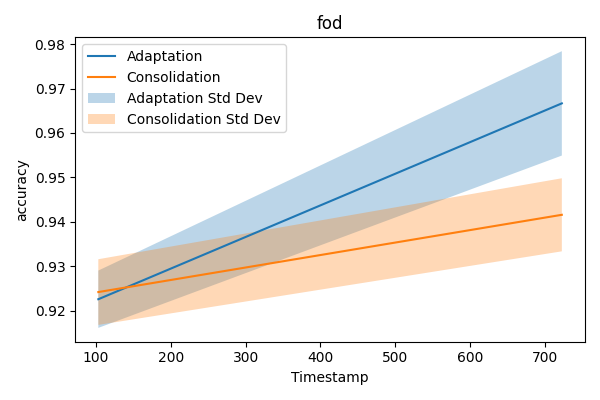 fod
0.98
0.97
0.96
0.95
0.94
0.93
0.92
accuracy
Adaptation
Consolidation
Adaptation Std Dev
Consolidation Std Dev
100 200 300 400 500 600 700
Timestamp